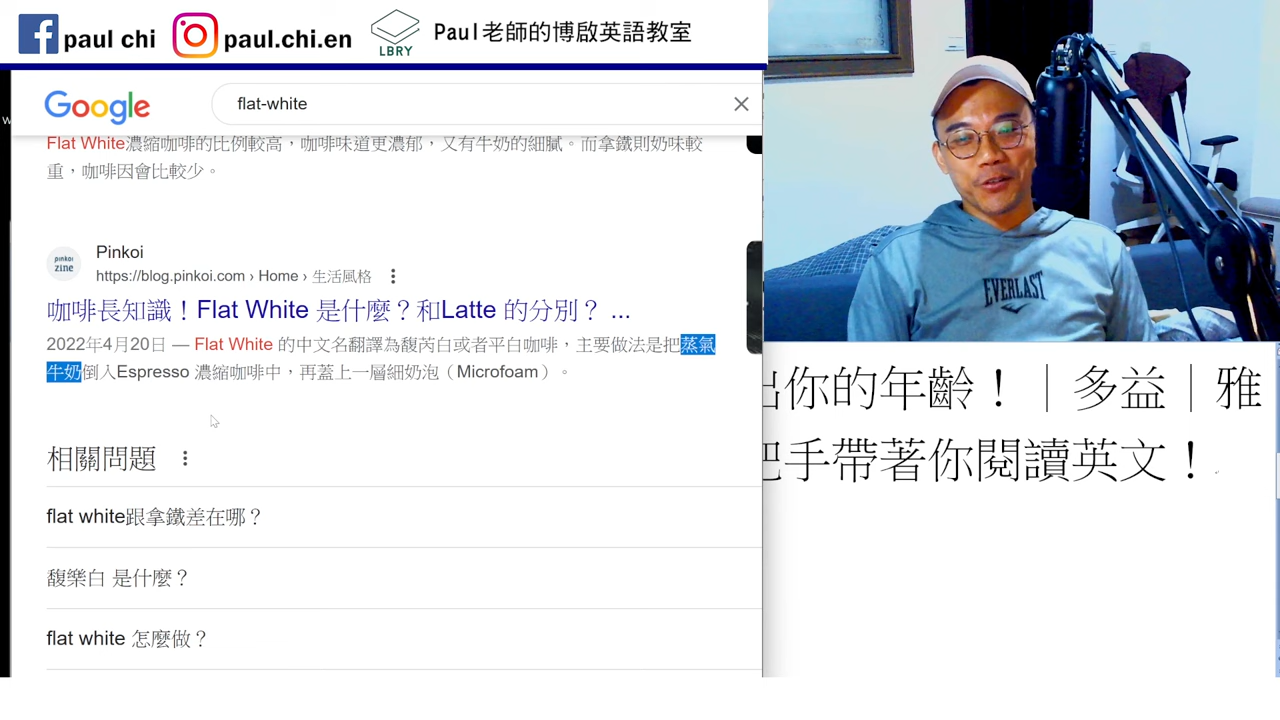 paul chi
paul.chi.en
LBRY
Paul老師的博啟英語教室
Google
flat-white
Flat White濃縮咖啡的比例較高，咖啡味道更濃郁，又有牛奶的細膩。而拿鐵則奶味較
重，咖啡因會比較少。
pinkoi
zine
Pinkoi
https://blog.pinkoi.com › Home › 生活風格
咖啡長知識！Flat White 是什麼？和Latte 的分別？ ...
2022年4月20日 — Flat White 的中文名翻譯為馥芮白或者平白咖啡，主要做法是把蒸氣
牛奶倒入Espresso 濃縮咖啡中，再蓋上一層細奶泡（Microfoam）。
相關問題
flat white跟拿鐵差在哪？
馥樂白 是什麼？
flat white 怎麼做？
EVERLAST
出你的年齡！｜多益｜雅
把手帶著你閱讀英文！